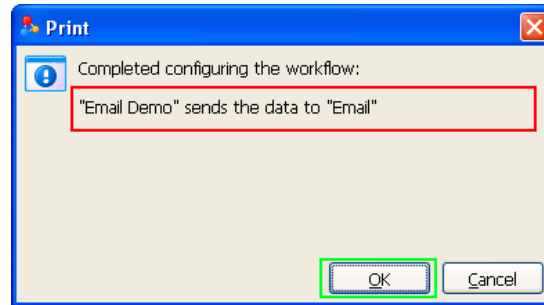 Print
Completed configuring the workflow:
"Email Demo" sends the data to "Email"
OK
Cancel